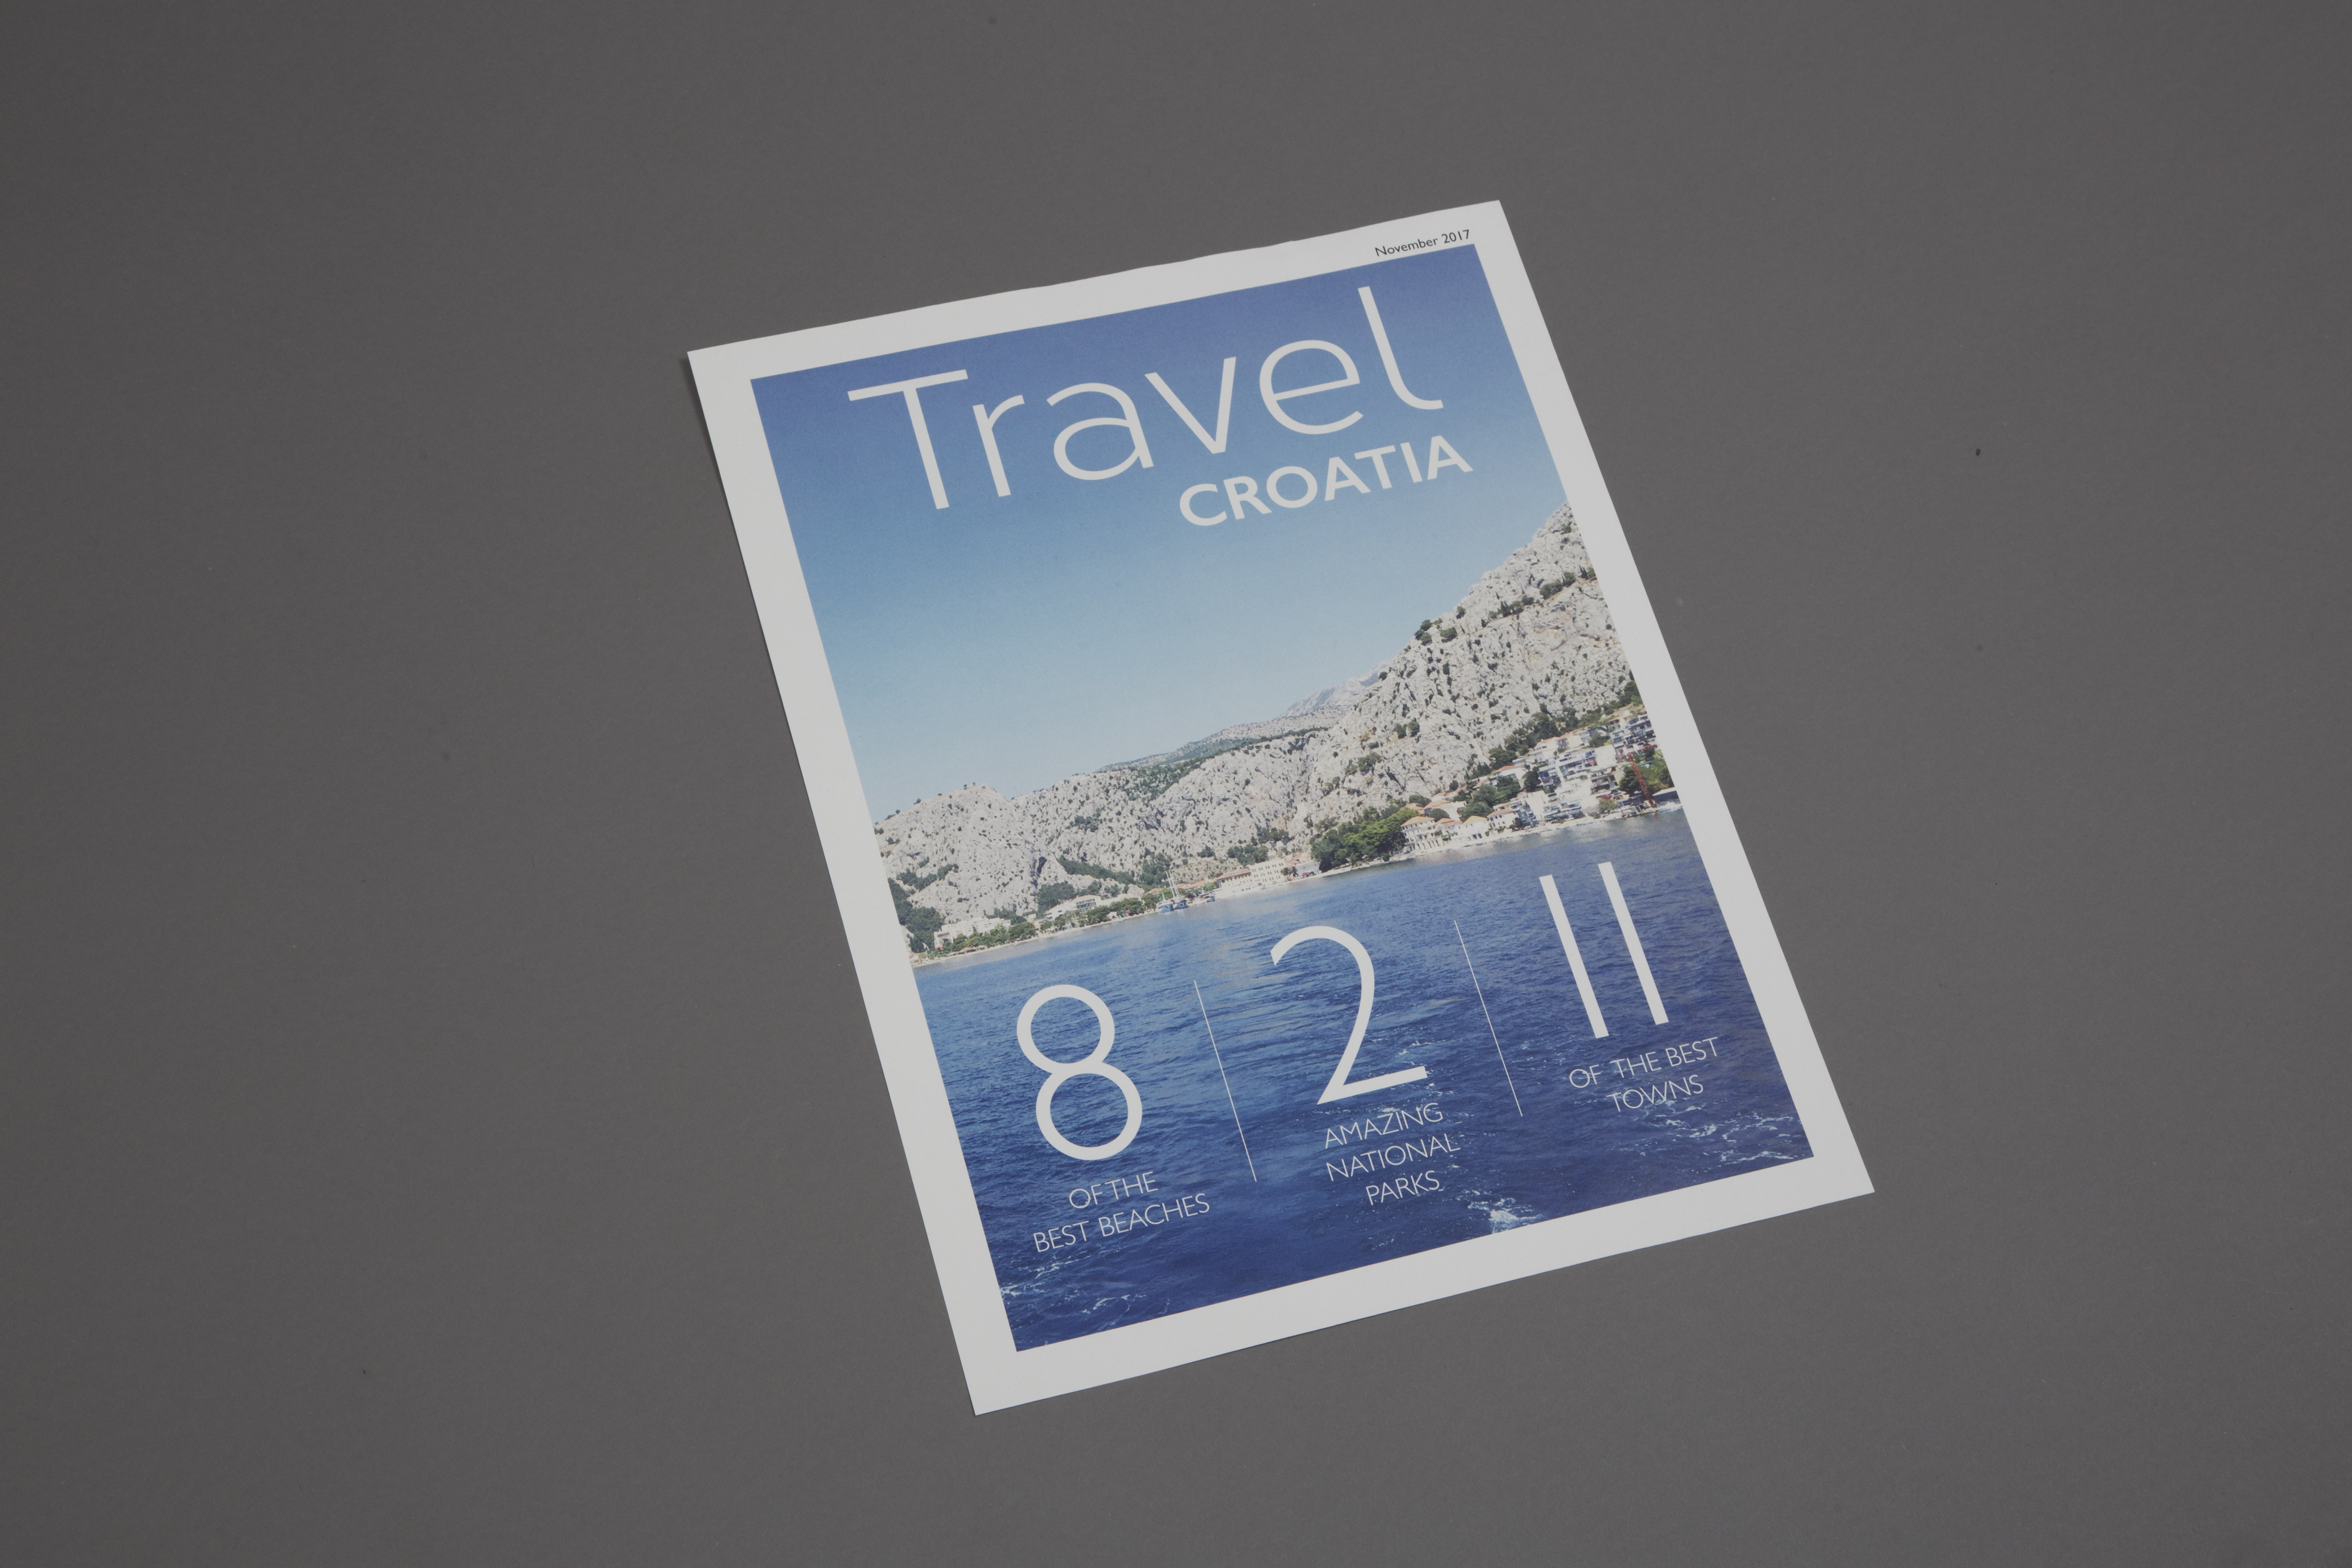 November 2017
Travel
CROATIA
8
OF THE
BEST BEACHES
2
AMAZING
NATIONAL
PARKS
11
OF THE BEST
TOWNS